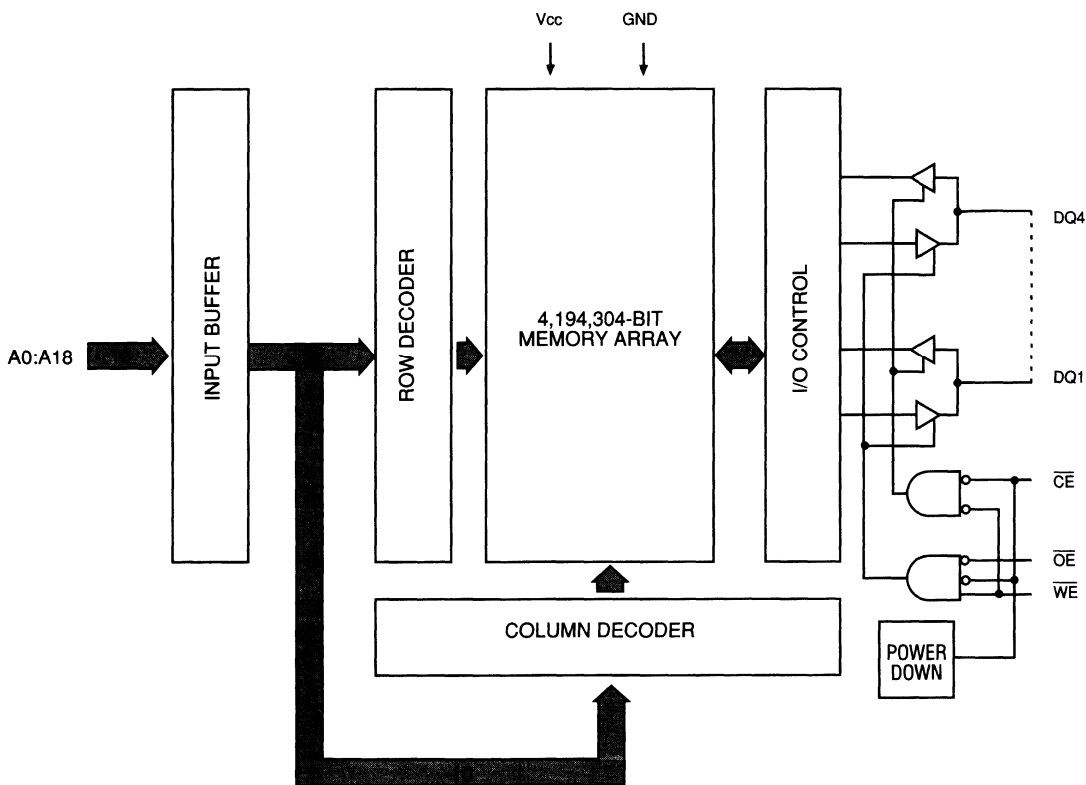 Vcc
GND
A0:A18
INPUT BUFFER
ROW DECODER
4,194,304-BIT
MEMORY ARRAY
I/O CONTROL
DQ4
DQ1
CE
OE
WE
COLUMN DECODER
POWER
DOWN